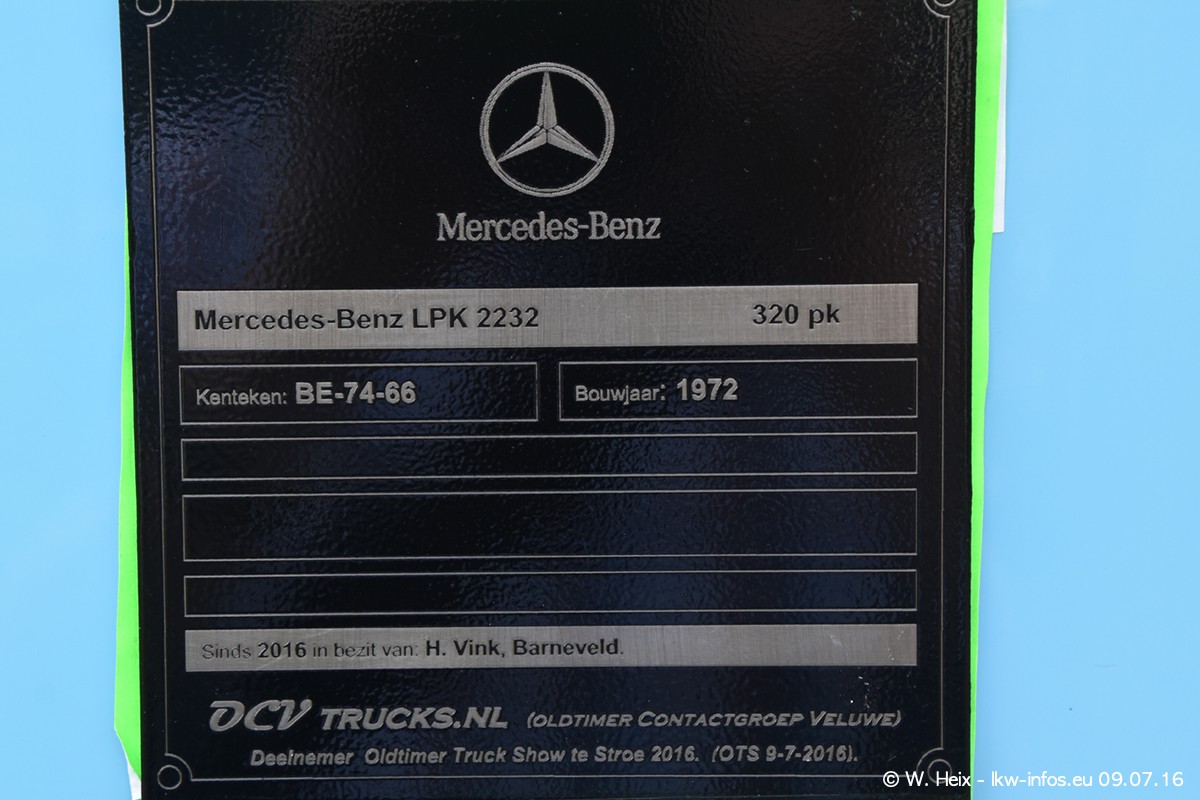 Mercedes-Benz
Mercedes-Benz LPK 2232 320 pk
Kenteken: BE-74-66 Bouwjaar: 1972
Sinds 2016 in bezit van: H. Vink, Barneveld.
OCV TRUCKS.NL (OLDTIMER CONTACTGROEP VELUWE)
Deelnemer Oldtimer Truck Show te Stroe 2016. (OTS 9-7-2016).
© W. Heix - lkw-infos.eu 09.07.16